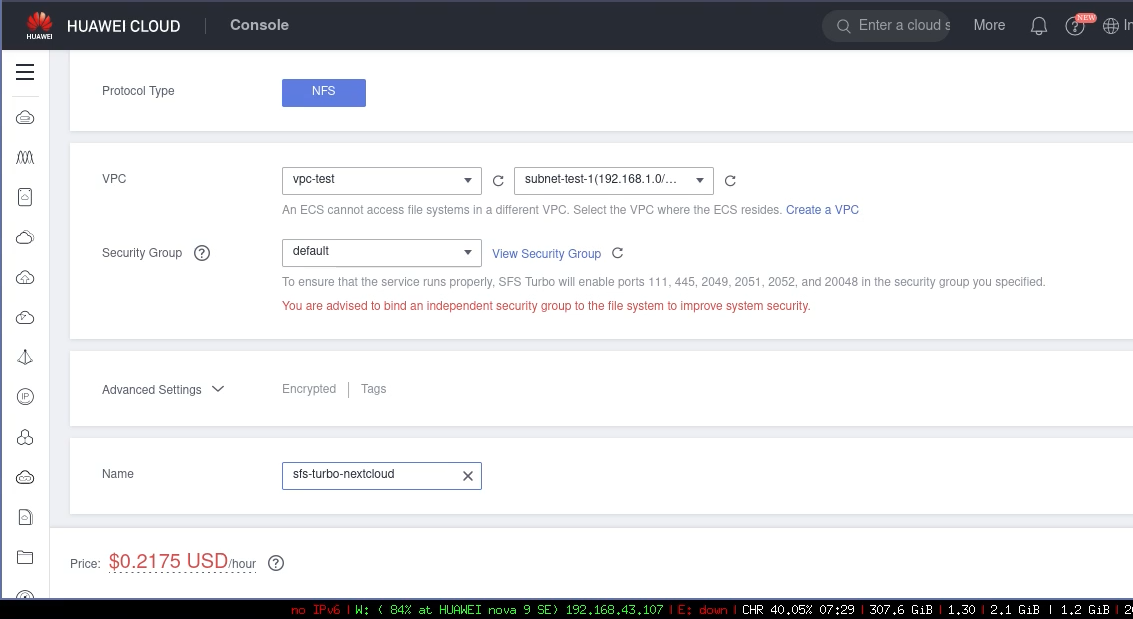 HUAWEI
HUAWEI CLOUD
Console
Enter a cloud s
More
NEW
In
Protocol Type
NFS
VPC
vpc-test
subnet-test-1(192.168.1.0/...
An ECS cannot access file systems in a different VPC. Select the VPC where the ECS resides. Create a VPC
Security Group ?
default
View Security Group
To ensure that the service runs properly, SFS Turbo will enable ports 111, 445, 2049, 2051, 2052, and 20048 in the security group you specified.
You are advised to bind an independent security group to the file system to improve system security.
IP
Advanced Settings
Encrypted | Tags
Name
sfs-turbo-nextcloud
Price: $0.2175 USD/hour ?
no IPv6 | W: ( 84% at HUAWEI nova 9 SE) 192.168.43.107 | E: down | CHR 40.05% 07:29 | 307.6 GiB | 1.30 | 2.1 GiB | 1.2 GiB | 20